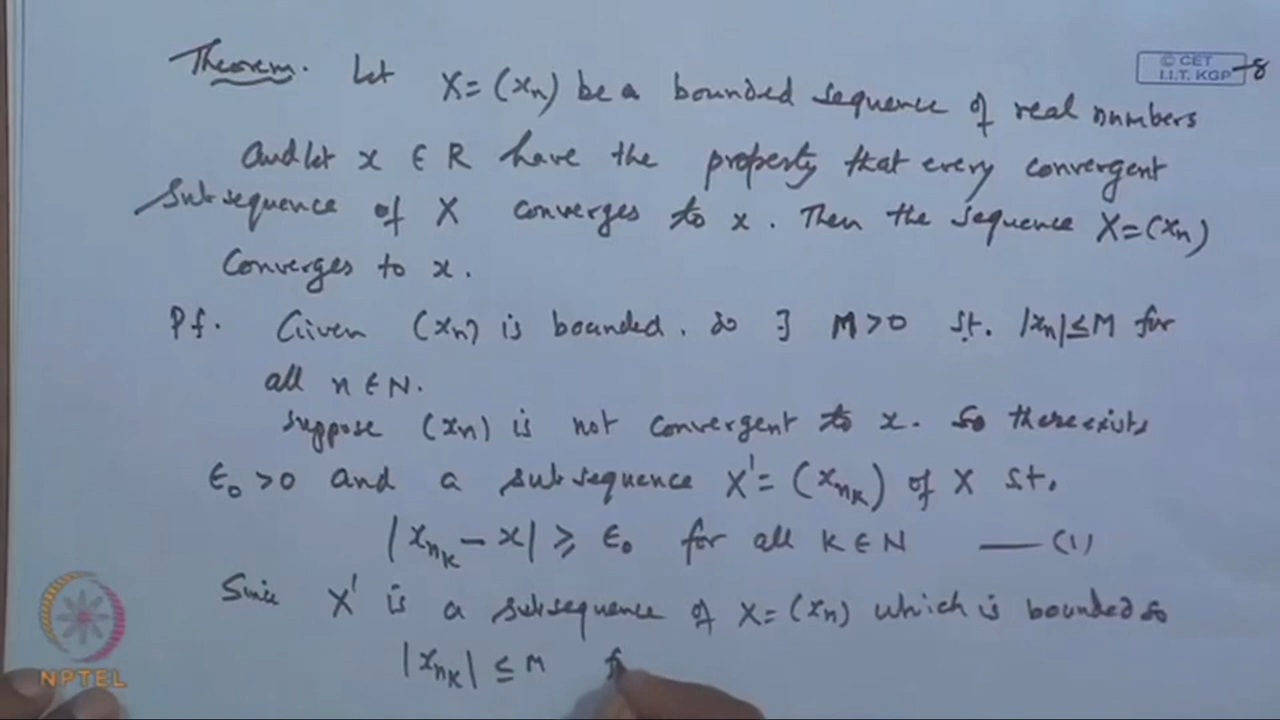 Theorem. Let X=(xn) be a bounded sequence of real numbers
© CET
I.I.T. KGP
-8
And let x ∈ R have the property that every convergent
Subsequence of X converges to x. Then the sequence X=(xn)
Converges to x.
Pf. Given (xn) is bounded. So ∃ M>0 st. |xn|≤M for
all n ∈ N.
Suppose (xn) is not convergent to x. So there exists
ϵ₀ >0 and a subsequence X'= (xnk) of X st.
|xnk - x| ≥ ϵ₀ for all K∈N —(1)
Since X' is a subsequence of X=(xn) which is bounded so
|xnk| ≤ M f
NPTEL